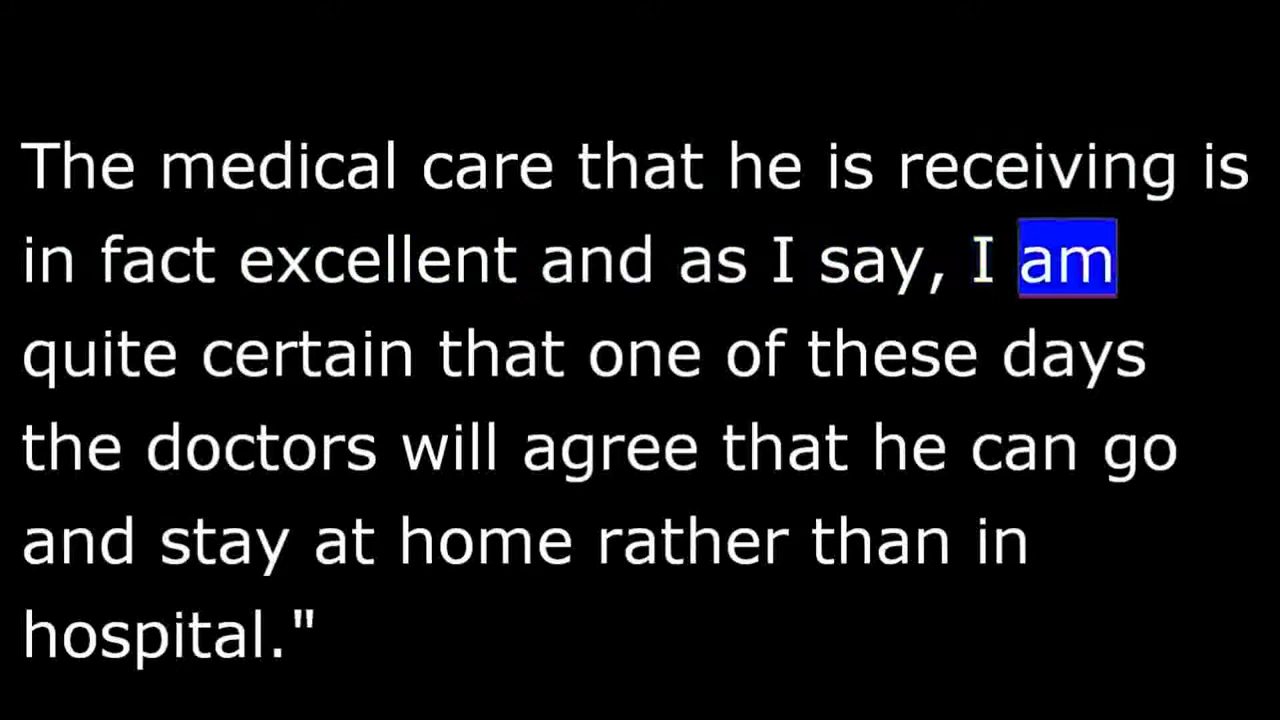 The medical care that he is receiving is
in fact excellent and as I say, I am
quite certain that one of these days
the doctors will agree that he can go
and stay at home rather than in
hospital."